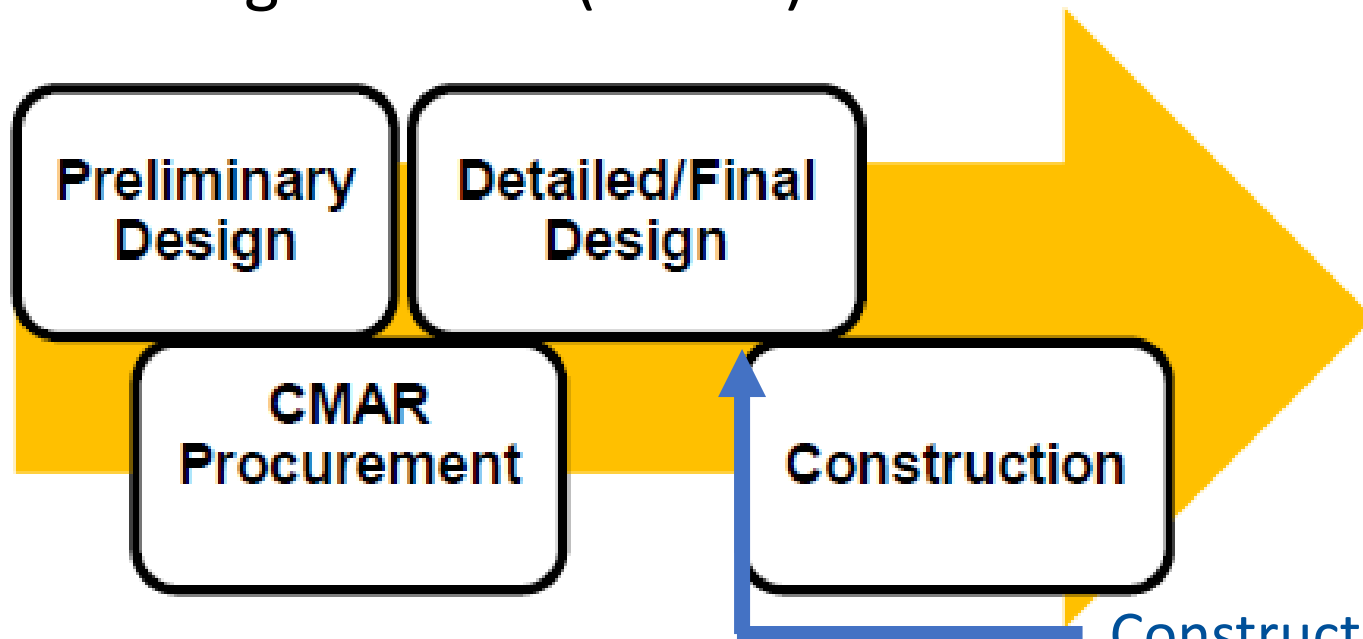 Preliminary
Design
Detailed/Final
Design
CMAR
Procurement
Construction